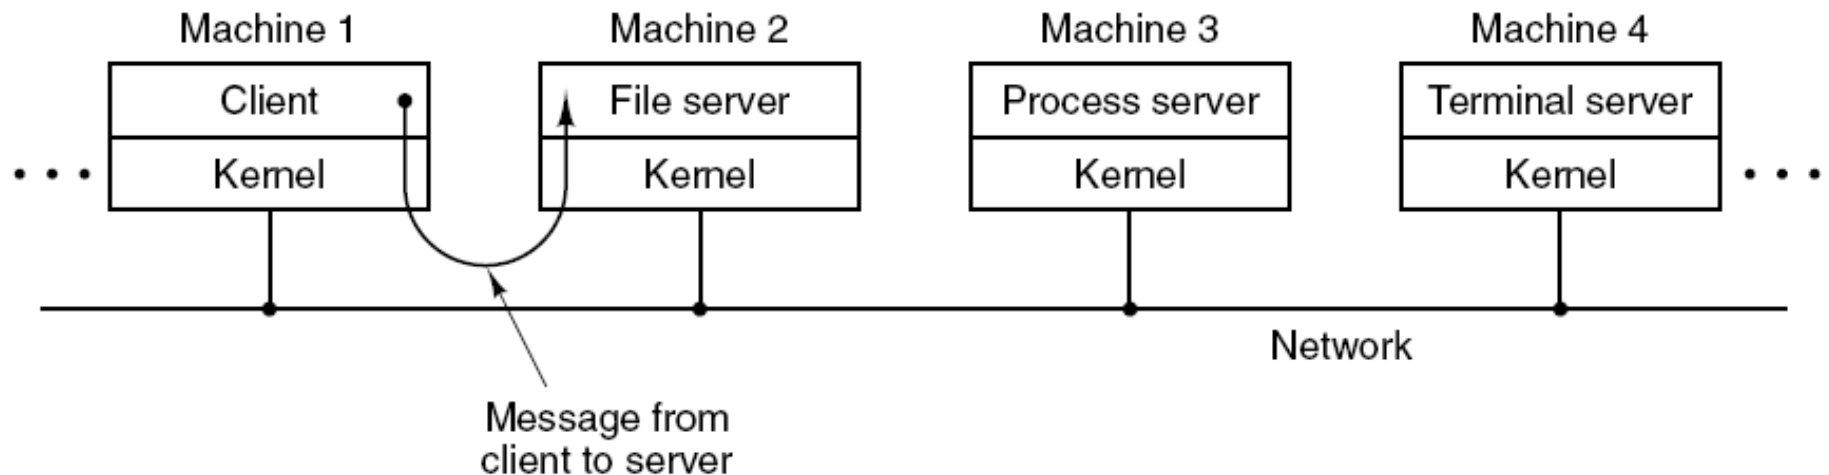 Machine 1
Machine 2
Machine 3
Machine 4
Client
File server
Process server
Terminal server
Kernel
Kernel
Kernel
Kernel
Network
Message from
client to server